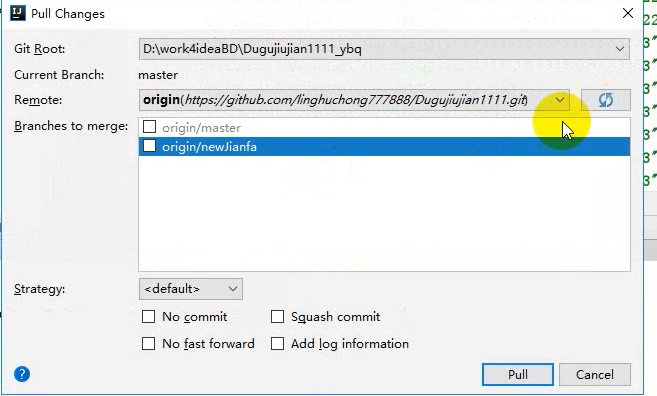 Pull Changes
Git Root: D:\work4ideaBD\Dugujiujian1111_ybq
Current Branch: master
Remote: origin(https://github.com/linghuchong777888/Dugujiujian1111.git)
Branches to merge: origin/master
origin/newJianfa
Strategy: <default>
No commit Squash commit
No fast forward Add log information
? Pull Cancel